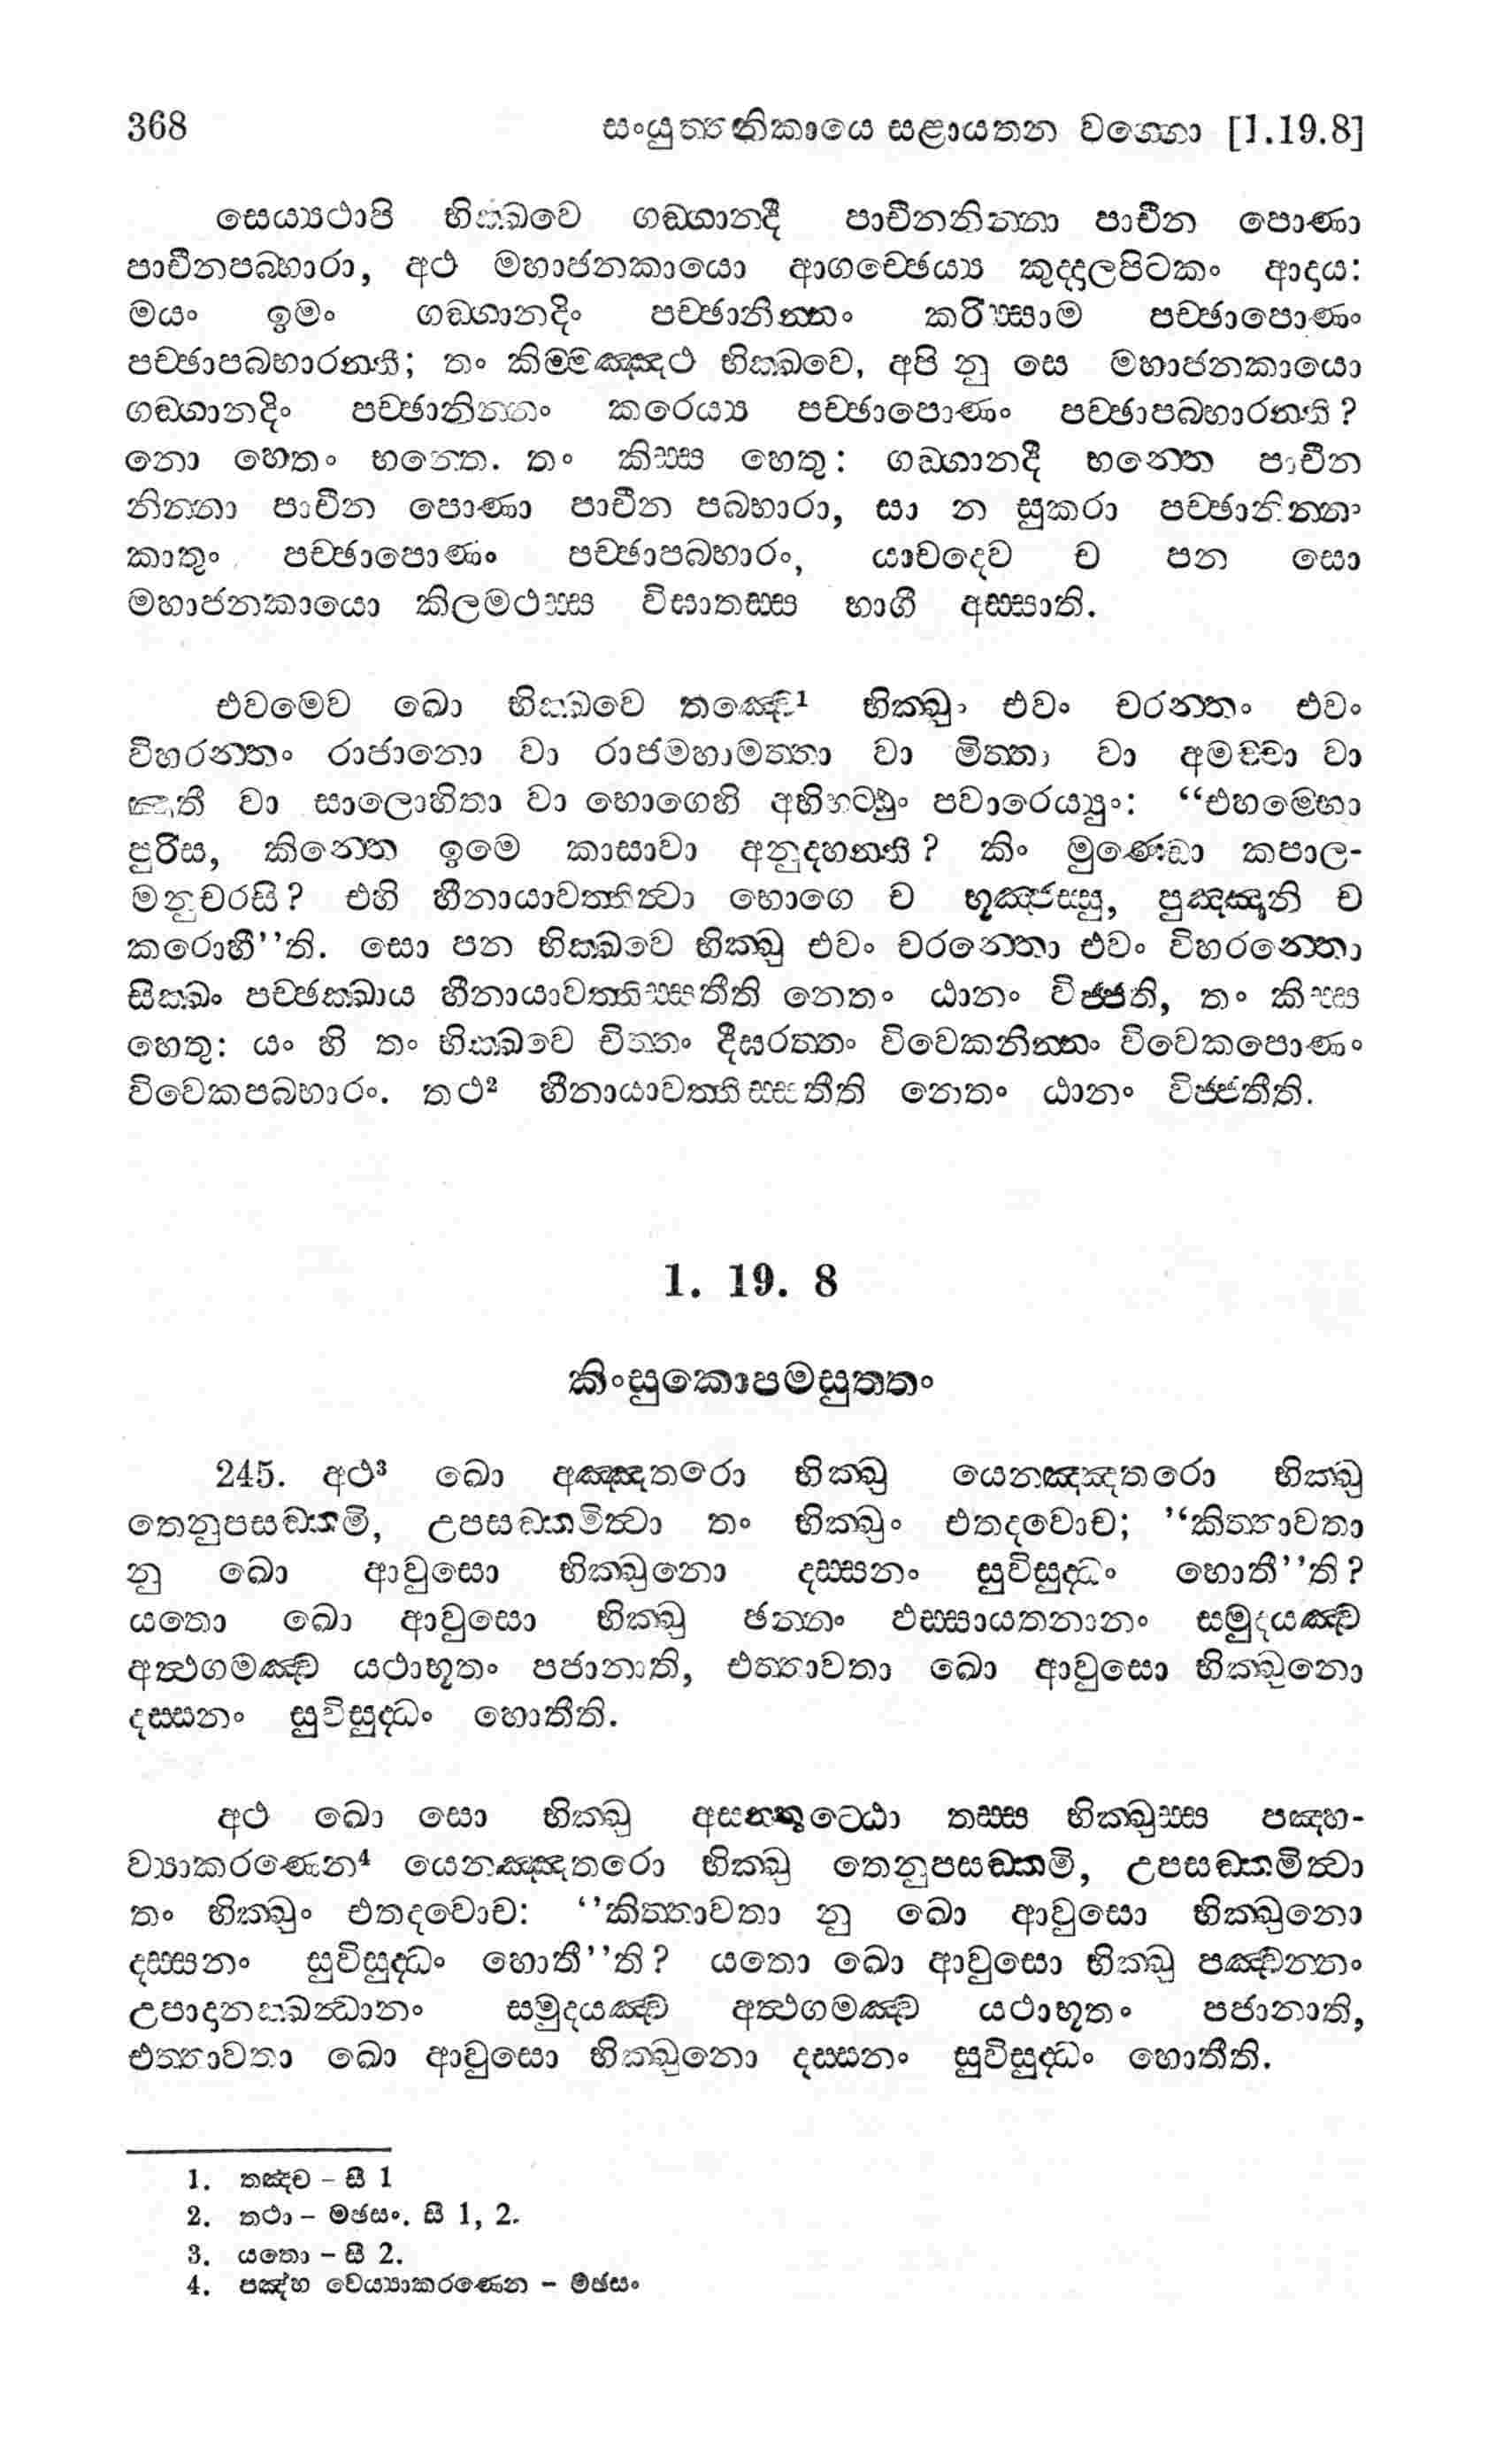 368 සංයුත්තනිකායෙ සළායතන වග්ගො [1.19.8]
සෙය්‍යථාපි භික්ඛවෙ ගඞ්ගානදී පාචීනනින්නා පාචීන පොණා
පාචීනපබ්භාරා, අථ මහාජනකායො ආගච්ඡෙය්‍ය කුද්දාලපිටකං ආදාය:
මයං ඉමං ගඞ්ගානදිං පච්ඡානින්නං කරිස්සාම පච්ඡාපොණං
පච්ඡාපබ්භාරන්ති; තං කිම්මඤ්ඤථ භික්ඛවෙ, අපි නු සෙ මහාජනකායො
ගඞ්ගානදිං පච්ඡානින්නං කරෙය්‍ය පච්ඡාපොණං පච්ඡාපබ්භාරන්ති?
නො හෙතං භන්තෙ. තං කිස්ස හෙතු: ගඞ්ගානදී භන්තෙ පාචීන
නින්නා පාචීන පොණා පාචීන පබ්භාරා, සා න සුකරා පච්ඡානින්නං
කාතුං පච්ඡාපොණං පච්ඡාපබ්භාරං, යාවදෙව ච පන සො
මහාජනකායො කිලමථස්ස විඝාතස්ස භාගී අස්සාති.
එවමෙව ඛො භික්ඛවෙ තඤ්චෙ¹ භික්ඛුං එවං චරන්තං එවං
විහරන්තං රාජානො වා රාජමහාමත්තා වා මිත්තා වා අමච්චා වා
ඤාතී වා සාලොහිතා වා භොගෙහි අභිහට්ඨුං පවාරෙය්‍යුං: “එහම්භො
පුරිස, කින්තෙ ඉමෙ කාසාවා අනුදහන්ති? කිං මුණ්ඩො කපාල-
මනුචරසි? එහි හීනායාවත්තිත්වා භොගෙ ච භුඤ්ජස්සු, පුඤ්ඤානි ච
කරොහී’’ති. සො පන භික්ඛවෙ භික්ඛු එවං චරන්තො එවං විහරන්තො
සික්ඛං පච්ඡක්ඛාය හීනායාවත්තිස්සතීති නෙතං ඨානං විජ්ජති, තං කිස්ස
හෙතු: යං හි තං භික්ඛවෙ චිත්තං දීඝරත්තං විවෙකනින්නං විවෙකපොණං
විවෙකපබ්භාරං. තථ² හීනායාවත්තිස්සතීති නෙතං ඨානං විජ්ජතීති.
1. 19. 8
කිංසුකොපමසුත්තං
245. අථ³ ඛො අඤ්ඤතරො භික්ඛු යෙනඤ්ඤතරො භික්ඛු
තෙනුපසඞ්කමි, උපසඞ්කමිත්වා තං භික්ඛුං එතදවොච; ’‘කිත්තාවතා
නු ඛො ආවුසො භික්ඛුනො දස්සනං සුවිසුද්ධං හොතී’’ති?
යතො ඛො ආවුසො භික්ඛු ඡන්නං ඵස්සායතනානං සමුදයඤ්ච
අත්ථගමඤ්ච යථාභූතං පජානාති, එත්තාවතා ඛො ආවුසො භික්ඛුනො
දස්සනං සුවිසුද්ධං හොතීති.
අථ ඛො සො භික්ඛු අසන්තුට්ඨො තස්ස භික්ඛුස්ස පඤ්හ-
ව්‍යාකරණෙන⁴ යෙනඤ්ඤතරො භික්ඛු තෙනුපසඞ්කමි, උපසඞ්කමිත්වා
තං භික්ඛුං එතදවොච: ‘’කිත්තාවතා නු ඛො ආවුසො භික්ඛුනො
දස්සනං සුවිසුද්ධං හොතී’’ති? යතො ඛො ආවුසො භික්ඛු පඤ්චන්නං
උපාදානක්ඛන්ධානං සමුදයඤ්ච අත්ථගමඤ්ච යථාභූතං පජානාති,
එත්තාවතා ඛො ආවුසො භික්ඛුනො දස්සනං සුවිසුද්ධං හොතීති.
1. තඤ්ච – සී 1
2. තථා – මඡසං. සී 1, 2.
3. යතො – සී 2.
4. පඤ්හ වෙය්‍යාකරණෙන – මඡසං